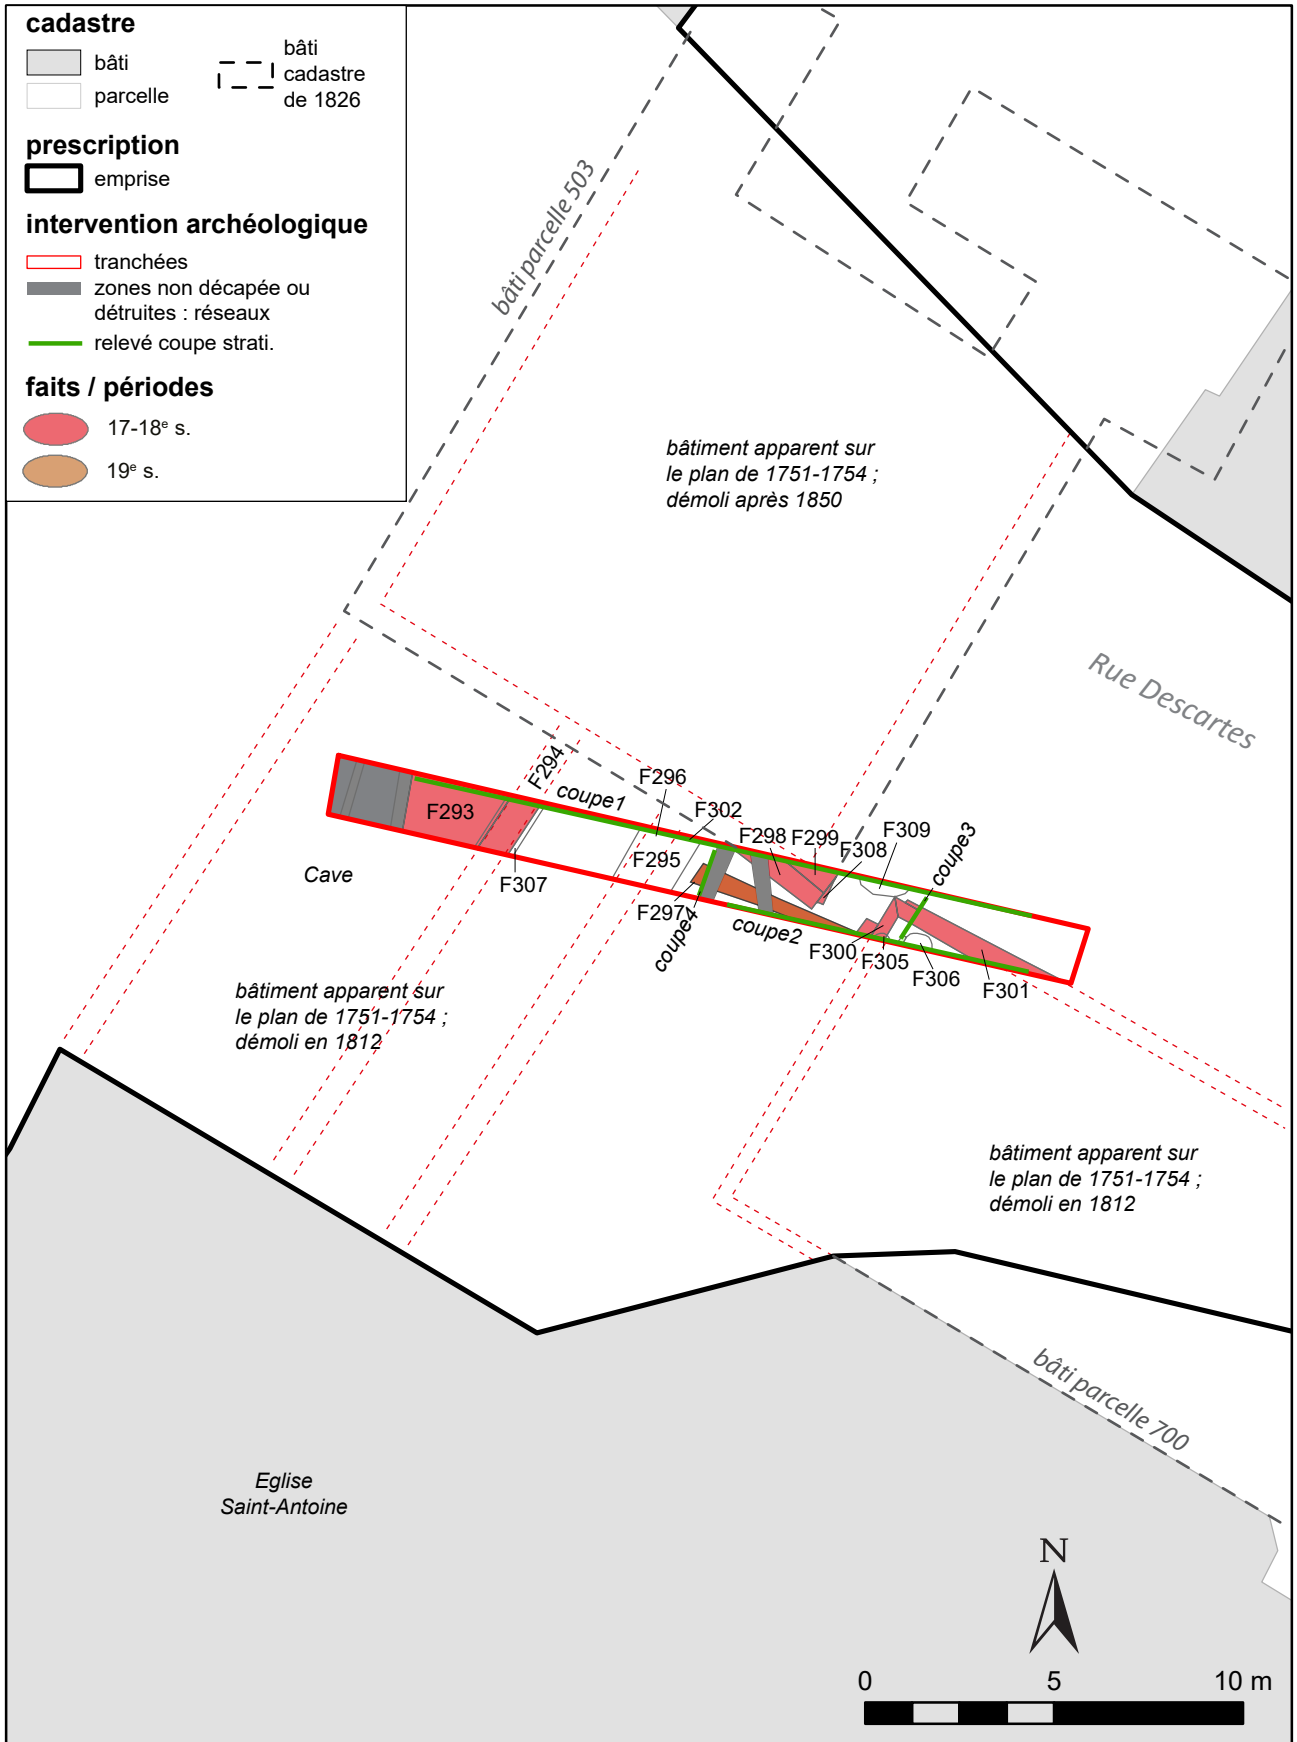 cadastre
bâti
parcelle
bâti
cadastre
de 1826
prescription
emprise
intervention archéologique
tranchées
zones non décapée ou
détruites : réseaux
relevé coupe strati.
faits / périodes
17-18e s.
19e s.
bâti parcelle 503
bâtiment apparent sur
le plan de 1751-1754 ;
démoli après 1850
Rue Descartes
F294
coupe1
F296
F302
F293
F298
F299
F308
F309
coupe3
F295
Cave
F307
F297
coupe4
coupe2
F300
F305
F306
F301
bâtiment apparent sur
le plan de 1751-1754 ;
démoli en 1812
bâtiment apparent sur
le plan de 1751-1754 ;
démoli en 1812
bâti parcelle 700
Eglise
Saint-Antoine
N
0 5 10 m